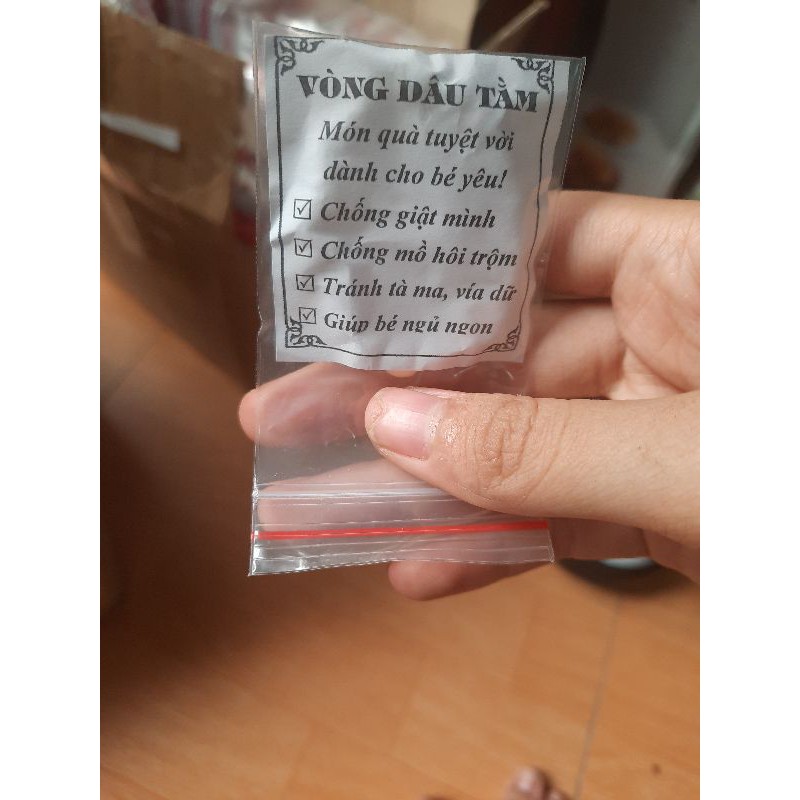 VÒNG DÂU TẰM
Món quà tuyệt vời
dành cho bé yêu!
☑ Chống giật mình
☑ Chống mồ hôi trộm
☑ Tránh tà ma, vía dữ
☑ Giúp bé ngủ ngon